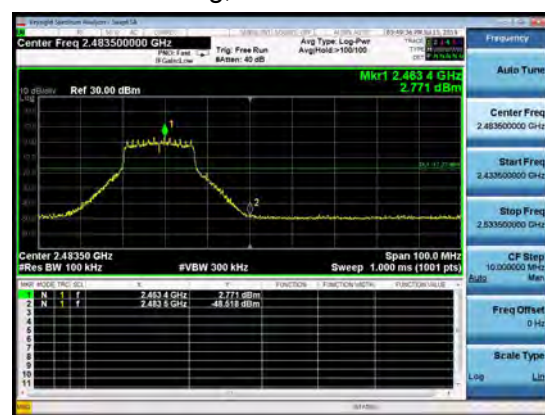 Keysight Spectrum Analyzer - Swept SA
Center Freq 2.483500000 GHz
PNO: Fast
IFGain:Low
Trig: Free Run
#Atten: 40 dB
Avg Type: Log-Pwr
Avg|Hold:>100/100
TRACE
TYPE
DET
Frequency
Mkr1 2.463 4 GHz
2.771 dBm
10 dB/div Ref 30.00 dBm
Log
1
2
Center 2.48350 GHz
Span 100.0 MHz
#Res BW 100 kHz
#VBW 300 kHz
Sweep 1.000 ms (1001 pts)
MKR MODE TRC SCL X Y FUNCTION FUNCTION WIDTH FUNCTION VALUE
1 N 1 f 2.463 4 GHz 2.771 dBm
2 N 1 f 2.483 5 GHz -48.518 dBm
3
4
5
6
7
8
9
10
11
MSG
STATUS
Auto Tune
Center Freq
2.483500000 GHz
Start Freq
2.433500000 GHz
Stop Freq
2.533500000 GHz
CF Step
10.000000 MHz
Auto Man
Freq Offset
0 Hz
Scale Type
Log Lin